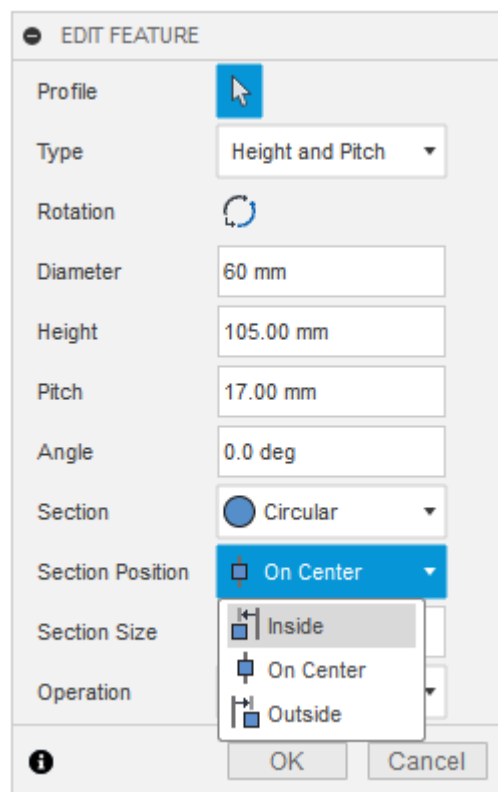 EDIT FEATURE
Profile
Type Height and Pitch
Rotation
Diameter 60 mm
Height 105.00 mm
Pitch 17.00 mm
Angle 0.0 deg
Section Circular
Section Position On Center
Inside
Section Size
On Center
Operation
Outside
OK Cancel